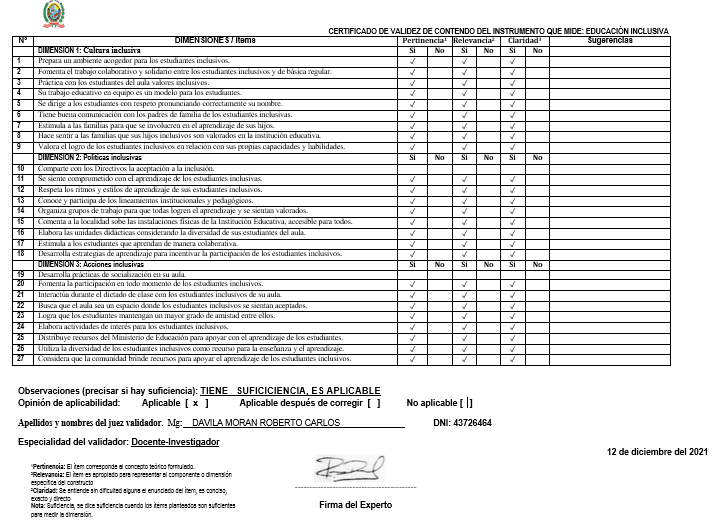 CERTIFICADO DE VALIDEZ DE CONTENDO DEL INSTRUMENTO QUE MIDE: EDUCACIÓN INCLUSIVA
Nº DIMENSIONES / ítems Pertinencia¹ Relevancia² Claridad³ Sugerencias
DIMENSION 1: Cultura inclusiva Si No Si No Si No
1 Prepara un ambiente acogedor para los estudiantes inclusivos. ✓ ✓ ✓
2 Fomenta el trabajo colaborativo y solidario entre los estudiantes inclusivos y de básica regular. ✓ ✓ ✓
3 Práctica con los estudiantes del aula valores inclusivos. ✓ ✓ ✓
4 Su trabajo educativo en equipo es un modelo para los estudiantes. ✓ ✓ ✓
5 Se dirige a los estudiantes con respeto pronunciando correctamente su nombre. ✓ ✓ ✓
6 Tiene buena comunicación con los padres de familia de los estudiantes inclusivas. ✓ ✓ ✓
7 Estimula a las familias para que se involucren en el aprendizaje de sus hijos. ✓ ✓ ✓
8 Hace sentir a las familias que sus hijos inclusivos son valorados en la institución educativa. ✓ ✓ ✓
9 Valora el logro de los estudiantes inclusivos en relación con sus propias capacidades y habilidades. ✓ ✓ ✓
DIMENSIÓN 2: Políticas inclusivas Si No Si No Si No
10 Comparte con los Directivos la aceptación a la inclusión.
11 Se siente comprometido con el aprendizaje de los estudiantes inclusivas. ✓ ✓ ✓
12 Respeta los ritmos y estilos de aprendizaje de sus estudiantes inclusivos. ✓ ✓ ✓
13 Conoce y participa de los lineamientos institucionales y pedagógicos. ✓ ✓ ✓
14 Organiza grupos de trabajo para que todas logren el aprendizaje y se sientan valorados. ✓ ✓ ✓
15 Comenta a la localidad sobe las instalaciones físicas de la Institución Educativa, accesible para todos. ✓ ✓ ✓
16 Elabora las unidades didácticas considerando la diversidad de sus estudiantes del aula. ✓ ✓ ✓
17 Estimula a los estudiantes que aprendan de manera colaborativa. ✓ ✓ ✓
18 Desarrolla estrategias de aprendizaje para incentivar la participación de los estudiantes inclusivos. ✓ ✓ ✓
DIMENSIÓN 3: Acciones inclusivas Si No Si No Si No
19 Desarrolla prácticas de socialización en su aula.
20 Fomenta la participación en todo momento de los estudiantes inclusivos. ✓ ✓ ✓
21 Interactúa durante el dictado de clase con los estudiantes inclusivos de su aula. ✓ ✓ ✓
22 Busca que el aula sea un espacio donde los estudiantes inclusivos se sientan aceptados. ✓ ✓ ✓
23 Logra que los estudiantes mantengan un mayor grado de amistad entre ellos. ✓ ✓ ✓
24 Elabora actividades de interés para los estudiantes inclusivos. ✓ ✓ ✓
25 Distribuye recursos del Ministerio de Educación para apoyar con el aprendizaje de los estudiantes. ✓ ✓ ✓
26 Utiliza la diversidad de los estudiantes inclusivos como recurso para la enseñanza y el aprendizaje. ✓ ✓ ✓
27 Considera que la comunidad brinde recursos para apoyar el aprendizaje de los estudiantes inclusivos. ✓ ✓ ✓
Observaciones (precisar si hay suficiencia): TIENE SUFICICIENCIA, ES APLICABLE
Opinión de aplicabilidad: Aplicable [ x ] Aplicable después de corregir [ ] No aplicable [ ]
Apellidos y nombres del juez validador. Mg: DAVILA MORAN ROBERTO CARLOS DNI: 43726464
Especialidad del validador: Docente-Investigador
12 de diciembre del 2021
¹Pertinencia: El ítem corresponde al concepto teórico formulado.
²Relevancia: El ítem es apropiado para representar al componente o dimensión
específica del constructo
³Claridad: Se entiende sin dificultad alguna el enunciado del ítem, es conciso,
exacto y directo
Nota: Suficiencia, se dice suficiencia cuando los ítems planteados son suficientes
para medir la dimensión.
Firma del Experto